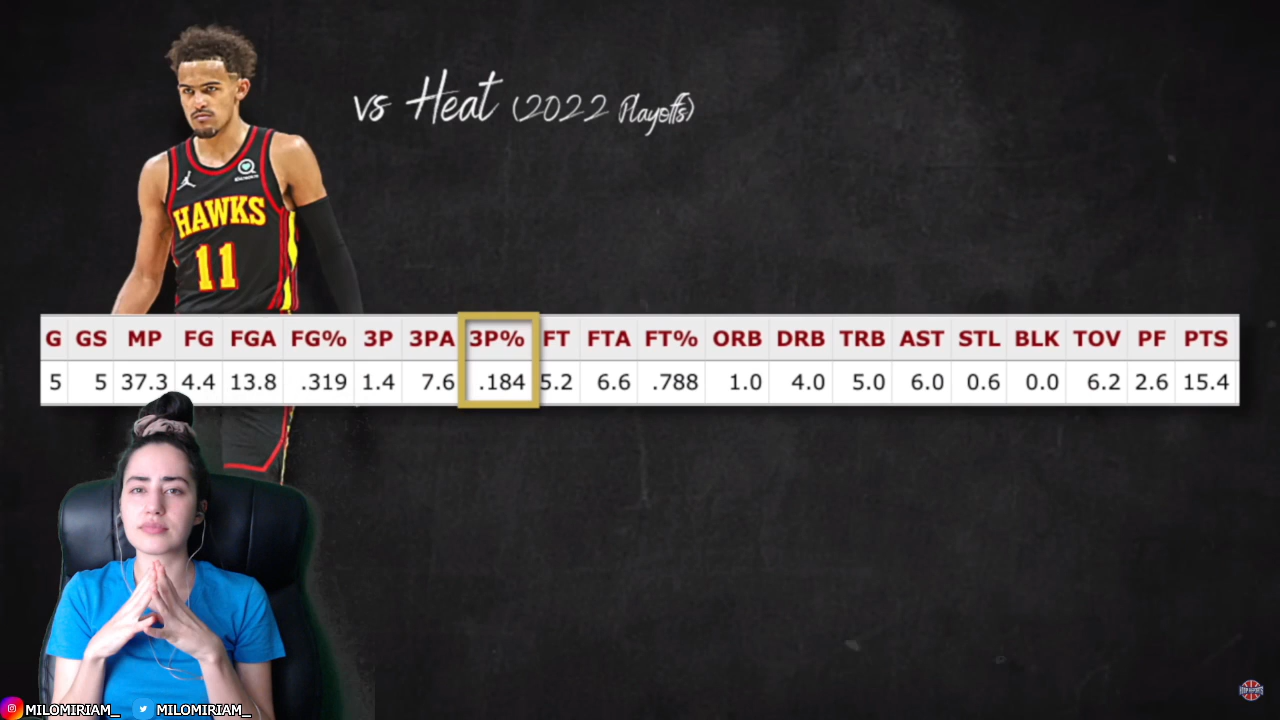 vs Heat (2022 Playoffs)
HAWKS
11
G GS MP FG FGA FG% 3P 3PA 3P% FT FTA FT% ORB DRB TRB AST STL BLK TOV PF PTS
5 5 37.3 4.4 13.8 .319 1.4 7.6 .184 5.2 6.6 .788 1.0 4.0 5.0 6.0 0.6 0.0 6.2 2.6 15.4
MILOMIRIAM_ MILOMIRIAM_